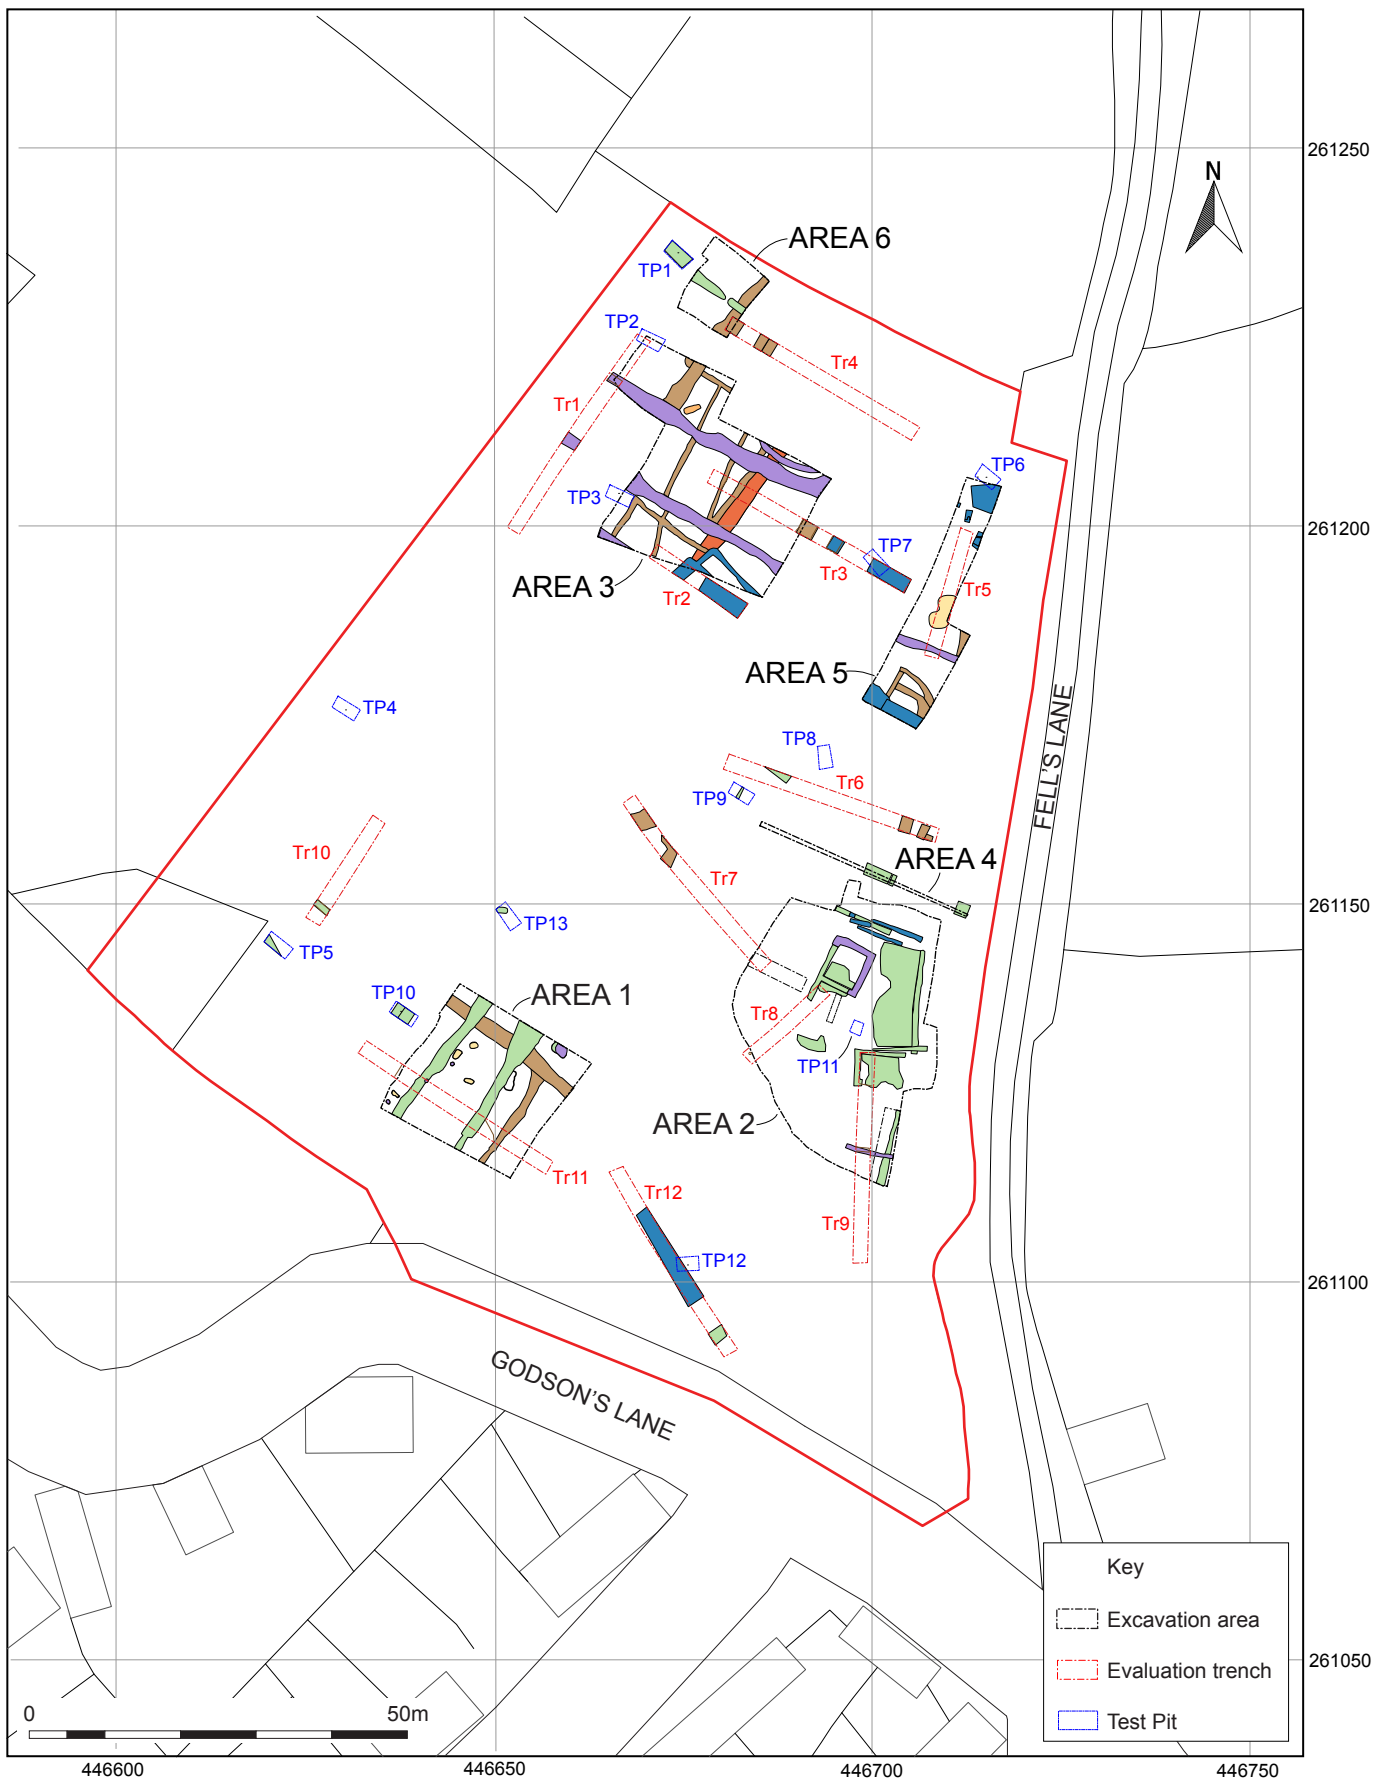 261250
N
AREA 6
TP1
TP2
Tr4
Tr1
TP6
TP3
261200
TP7
Tr3
AREA 3
Tr2
Tr5
AREA 5
TP4
FELL'S LANE
TP8
Tr6
TP9
Tr10
AREA 4
Tr7
261150
TP13
TP5
TP10
AREA 1
Tr8
TP11
AREA 2
Tr11
Tr12
Tr9
TP12
261100
GODSON'S LANE
Key
Excavation area
261050
Evaluation trench
0
50m
Test Pit
446600
446650
446700
446750